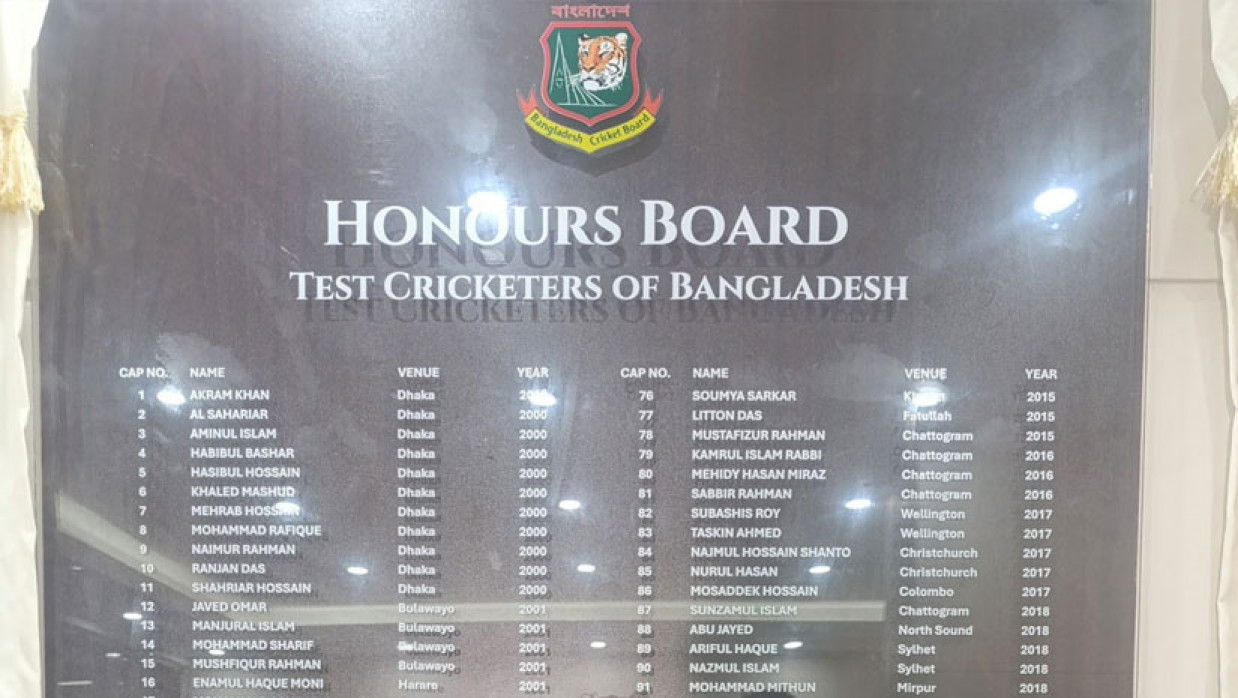 বাংলাদেশ
Bangladesh Cricket Board
HONOURS BOARD
TEST CRICKETERS OF BANGLADESH
CAP NO. NAME VENUE YEAR CAP NO. NAME VENUE YEAR
1 AKRAM KHAN Dhaka 76 SOUMYA SARKAR 2015
2 AL SAHARIAR Dhaka 2000 77 LITTON DAS Fatullah 2015
3 AMINUL ISLAM Dhaka 2000 78 MUSTAFIZUR RAHMAN Chattogram 2015
4 HABIBUL BASHAR Dhaka 2000 79 KAMRUL ISLAM RABBI Chattogram 2016
5 HASIBUL HOSSAIN Dhaka 2000 80 MEHIDY HASAN MIRAZ Chattogram 2016
6 KHALED MASHUD Dhaka 2000 81 SABBIR RAHMAN Chattogram 2016
7 MEHRAB HOSSAIN Dhaka 2000 82 SUBASHIS ROY Wellington 2017
8 MOHAMMAD RAFIQUE Dhaka 2000 83 TASKIN AHMED Wellington 2017
9 NAIMUR RAHMAN Dhaka 2000 84 NAJMUL HOSSAIN SHANTO Christchurch 2017
10 RANJAN DAS Dhaka 2000 85 NURUL HASAN Christchurch 2017
11 SHAHRIAR HOSSAIN Dhaka 2000 86 MOSADDEK HOSSAIN Colombo 2017
12 JAVED OMAR Bulawayo 2001 87 SUNZAMUL ISLAM Chattogram 2018
13 MANJURAL ISLAM Bulawayo 2001 88 ABU JAYED North Sound 2018
14 MOHAMMAD SHARIF Bulawayo 2001 89 ARIFUL HAQUE Sylhet 2018
15 MUSHFIQUR RAHMAN Bulawayo 2001 90 NAZMUL ISLAM Sylhet 2018
16 ENAMUL HAQUE MONI Harare 2001 91 MOHAMMAD MITHUN Mirpur 2018